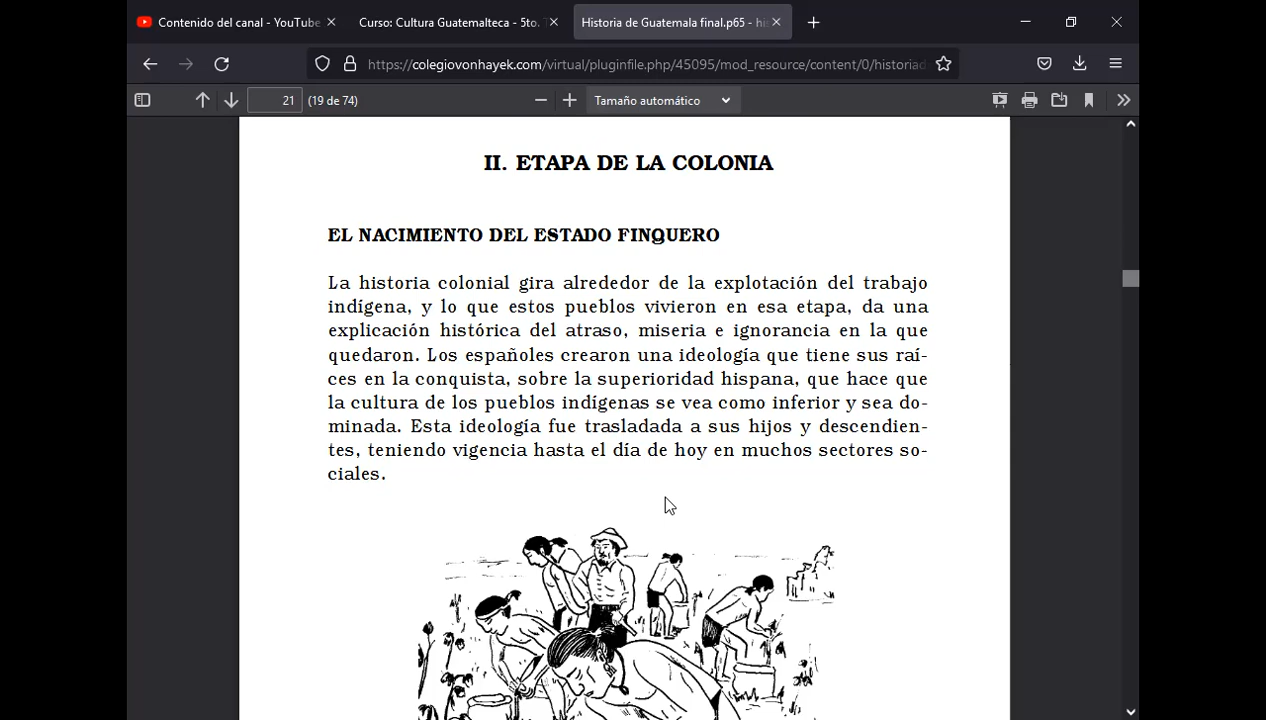 Contenido del canal - YouTube
Curso: Cultura Guatemalteca - 5to.
Historia de Guatemala final.p65 - his
https://colegiovonhayek.com/virtual/pluginfile.php/45095/mod_resource/content/0/historiad
21
(19 de 74)
Tamaño automático
II. ETAPA DE LA COLONIA
EL NACIMIENTO DEL ESTADO FINQUERO
La historia colonial gira alrededor de la explotación del trabajo
indígena, y lo que estos pueblos vivieron en esa etapa, da una
explicación histórica del atraso, miseria e ignorancia en la que
quedaron. Los españoles crearon una ideología que tiene sus raí-
ces en la conquista, sobre la superioridad hispana, que hace que
la cultura de los pueblos indígenas se vea como inferior y sea do-
minada. Esta ideología fue trasladada a sus hijos y descendien-
tes, teniendo vigencia hasta el día de hoy en muchos sectores so-
ciales.